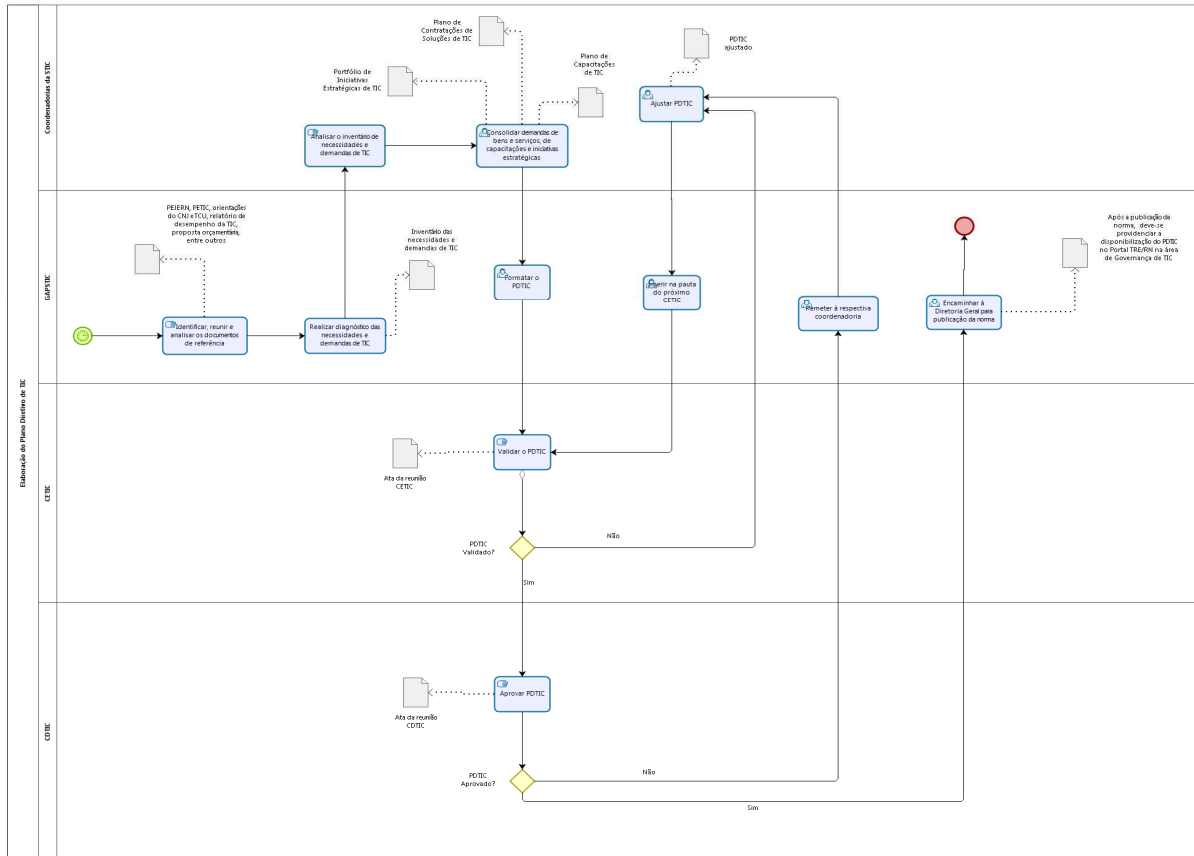 Elaboração do Plano Diretivo de TIC
Coordenadorias da STIC
Plano de
Contratações de
Soluções de TIC
Portfólio de
Iniciativas
Estratégicas de TIC
Plano de
Capacitações
de TIC
PDTIC
ajustado
Analisar o inventário de
necessidades e
demandas de TIC
Consolidar demandas de
bens e serviços, de
capacitações e iniciativas
estratégicas
Ajustar PDTIC
GAPSTIC
PEJERN, PETIC, orientações
do CNJ e TCU, relatório de
desempenho da TIC,
proposta orçamentária,
entre outros
Inventário das
necessidades e
demandas de TIC
Após a publicação da
norma, deve-se
providenciar a
disponibilização do PDTIC
no Portal TRE/RN na área
de Governança de TIC
Identificar, reunir e
analisar os documentos
de referência
Realizar diagnóstico das
necessidades e
demandas de TIC
Formatar o
PDTIC
Inserir na pauta
do próximo
CETIC
Remeter à respectiva
coordenadoria
Encaminhar à
Diretoria Geral para
publicação da norma
CETIC
Validar o PDTIC
Ata da reunião
CETIC
PDTIC
Validado?
Não
Sim
CDTIC
Aprovar PDTIC
Ata da reunião
CDTIC
PDTIC
Aprovado?
Não
Sim